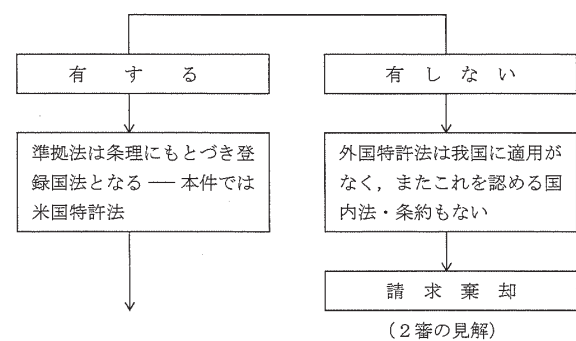 有する
有しない
準拠法は条理にもとづき登
録国法となる ── 本件では
米国特許法
外国特許法は我国に適用が
なく,またこれを認める国
内法・条約もない
請求棄却
(2審の見解)